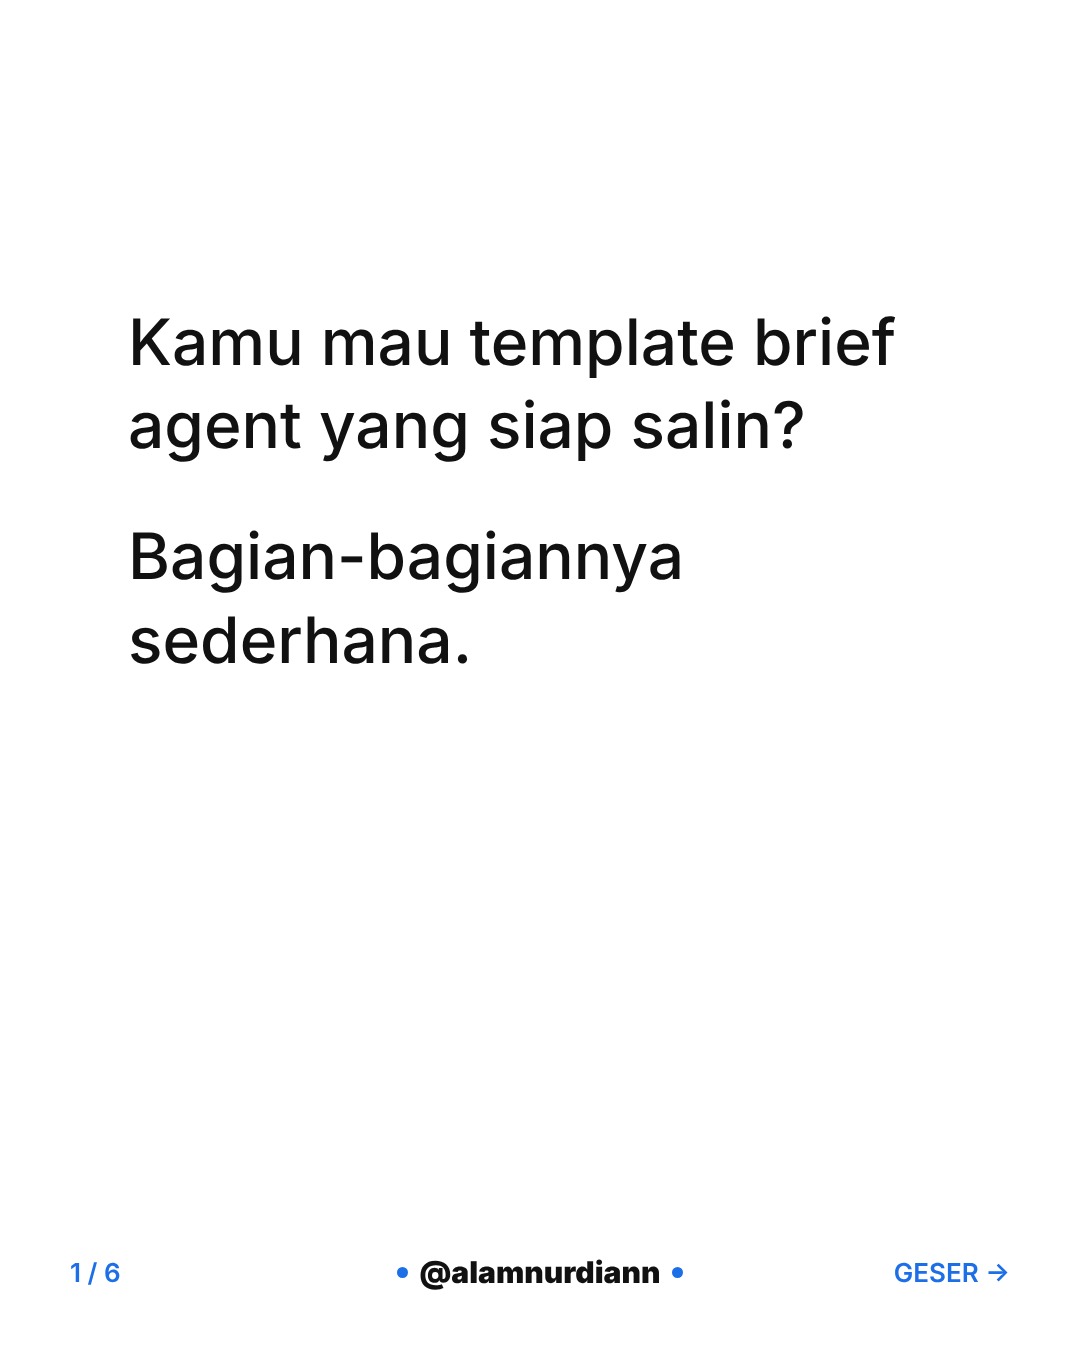 Kamu mau template brief
agent yang siap salin?
Bagian-bagiannya
sederhana.
1 / 6
• @alamnurdiann •
GESER →